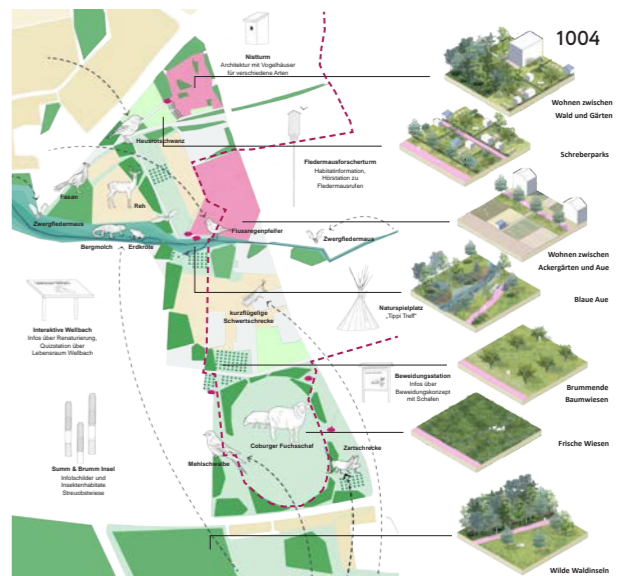 1004
Nistturm
Architektur mit Vogelhäuser
für verschiedene Arten
Wohnen zwischen
Wald und Gärten
Hausrotschwanz
Schreberparks
Fledermausforscherturm
Habitatinformation,
Hörstation zu
Fledermausrufen
Fasan
Reh
Zwergfledermaus
Flussregenpfeifer
Zwergfledermaus
Bergmolch
Erdkröte
Wohnen zwischen
Ackergärten und Aue
Interaktive Wellbach
Infos über Renaturierung,
Quizstation über
Lebensraum Wellbach
kurzflügelige
Schwertschrecke
Naturspielplatz
„Tippi Treff“
Blaue Aue
Beweidungsstation
Infos über
Beweidungskonzept
mit Schafen
Brummende
Baumwiesen
Coburger Fuchsschaf
Zartschrecke
Mehlschwalbe
Frische Wiesen
Summ & Brumm Insel
Infoschilder und
Insektenhabitate
Streuobstwiese
Wilde Waldinseln